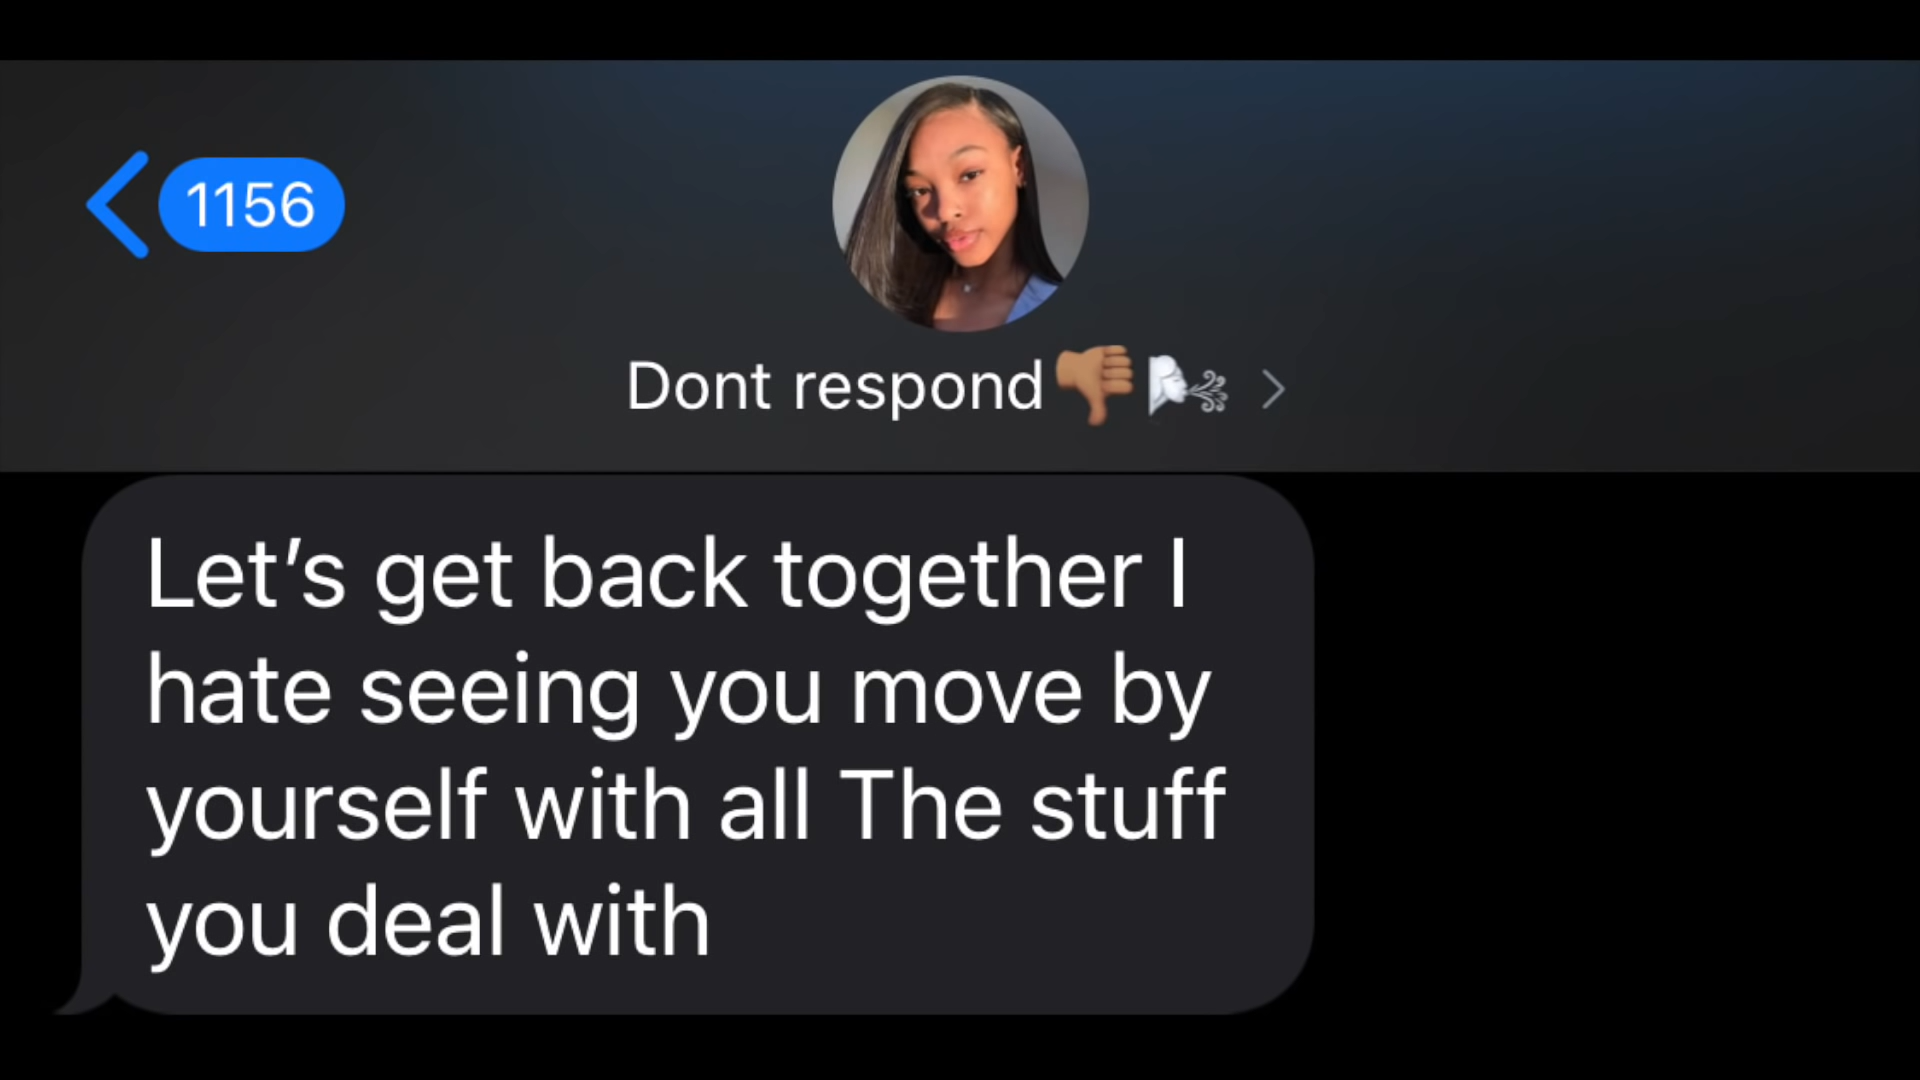 1156
Dont respond👎🏽🌬️
Let’s get back together I
hate seeing you move by
yourself with all The stuff
you deal with